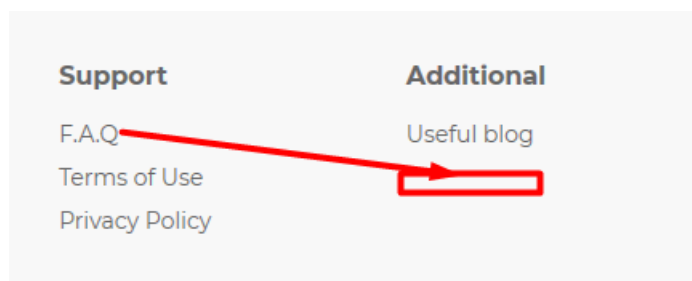 Support
F.A.Q
Terms of Use
Privacy Policy
Additional
Useful blog